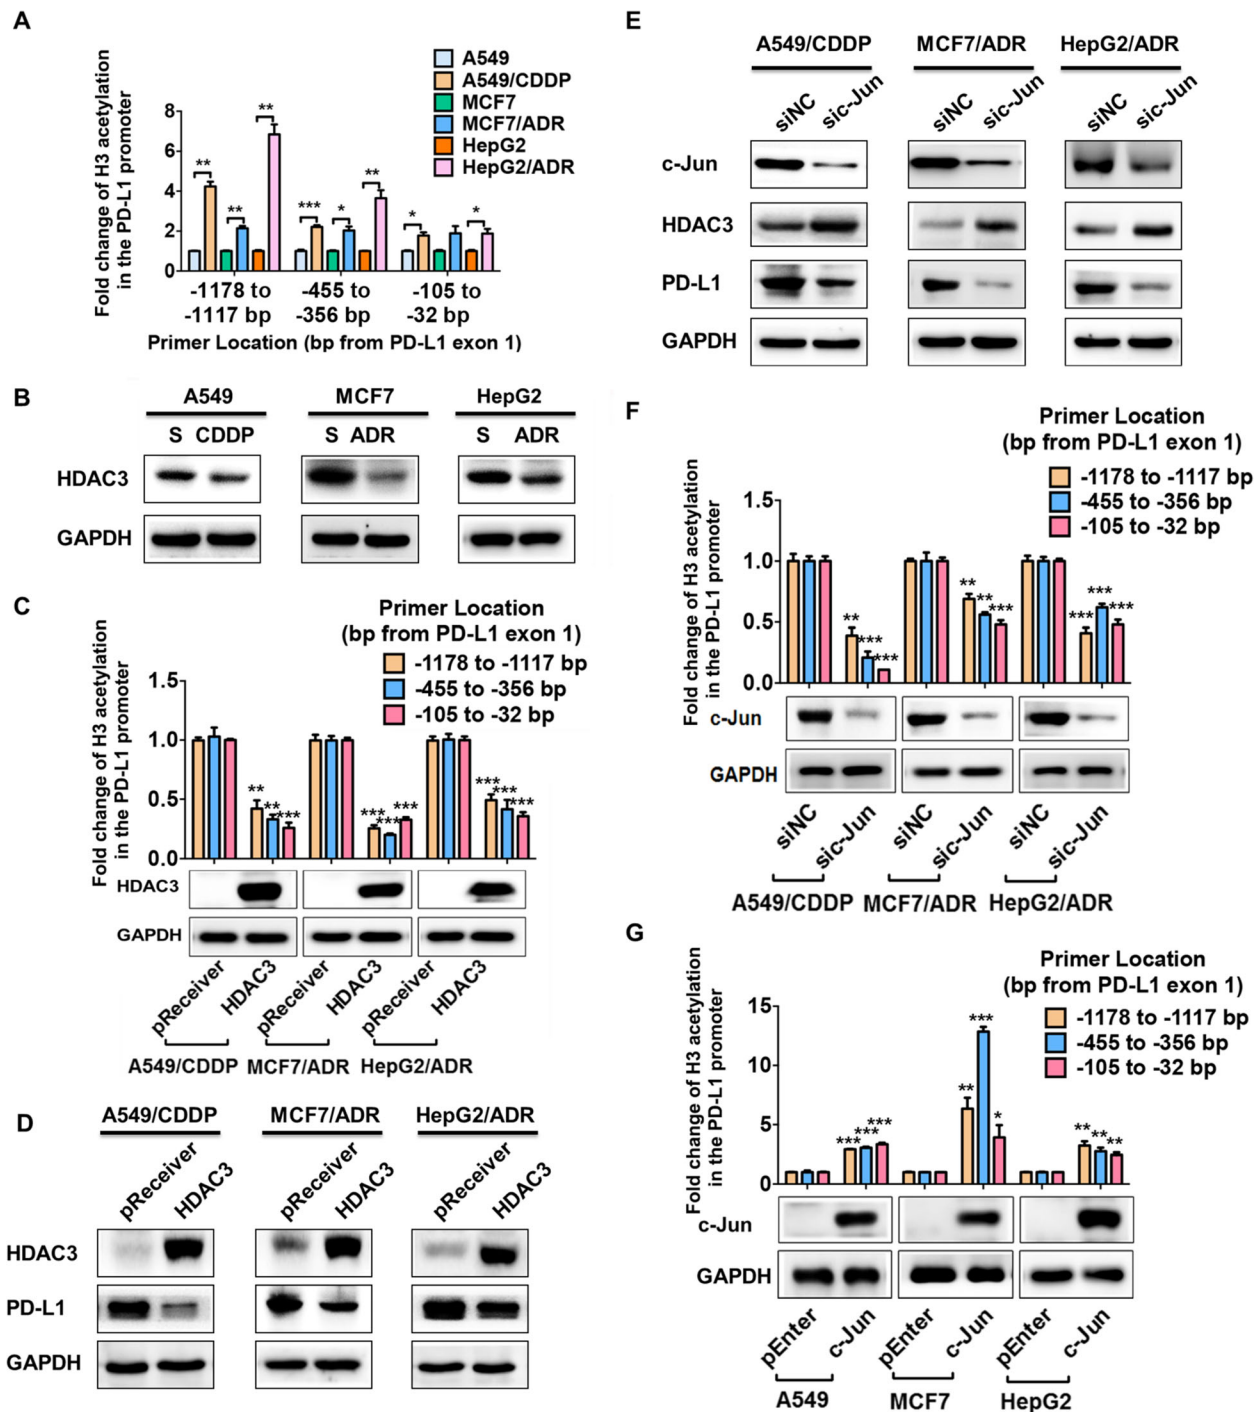 A
A549
A549/CDDP
MCF7
MCF7/ADR
HepG2
HepG2/ADR
Fold change of H3 acetylation
in the PD-L1 promoter
8
6
4
2
0
** ** **
*** * **
* *
-1178 to -455 to -105 to
-1117 bp -356 bp -32 bp
Primer Location (bp from PD-L1 exon 1)
B
A549 MCF7 HepG2
S CDDP S ADR S ADR
HDAC3
GAPDH
C
Primer Location
(bp from PD-L1 exon 1)
-1178 to -1117 bp
-455 to -356 bp
-105 to -32 bp
Fold change of H3 acetylation
in the PD-L1 promoter
1.5
1.0
0.5
0.0
** ** ***
*** *** ***
*** *** ***
HDAC3
GAPDH
pReceiver HDAC3 pReceiver HDAC3 pReceiver HDAC3
A549/CDDP MCF7/ADR HepG2/ADR
D
A549/CDDP MCF7/ADR HepG2/ADR
pReceiver HDAC3 pReceiver HDAC3 pReceiver HDAC3
HDAC3
PD-L1
GAPDH
E
A549/CDDP MCF7/ADR HepG2/ADR
siNC sic-Jun siNC sic-Jun siNC sic-Jun
c-Jun
HDAC3
PD-L1
GAPDH
F
Primer Location
(bp from PD-L1 exon 1)
-1178 to -1117 bp
-455 to -356 bp
-105 to -32 bp
Fold change of H3 acetylation
in the PD-L1 promoter
1.5
1.0
0.5
0.0
** *** ***
** ** ***
*** *** ***
c-Jun
GAPDH
siNC sic-Jun siNC sic-Jun siNC sic-Jun
A549/CDDP MCF7/ADR HepG2/ADR
G
Primer Location
(bp from PD-L1 exon 1)
-1178 to -1117 bp
-455 to -356 bp
-105 to -32 bp
Fold change of H3 acetylation
in the PD-L1 promoter
15
10
5
0
*** *** ***
** *** *
** ** **
c-Jun
GAPDH
pEnter c-Jun pEnter c-Jun pEnter c-Jun
A549 MCF7 HepG2